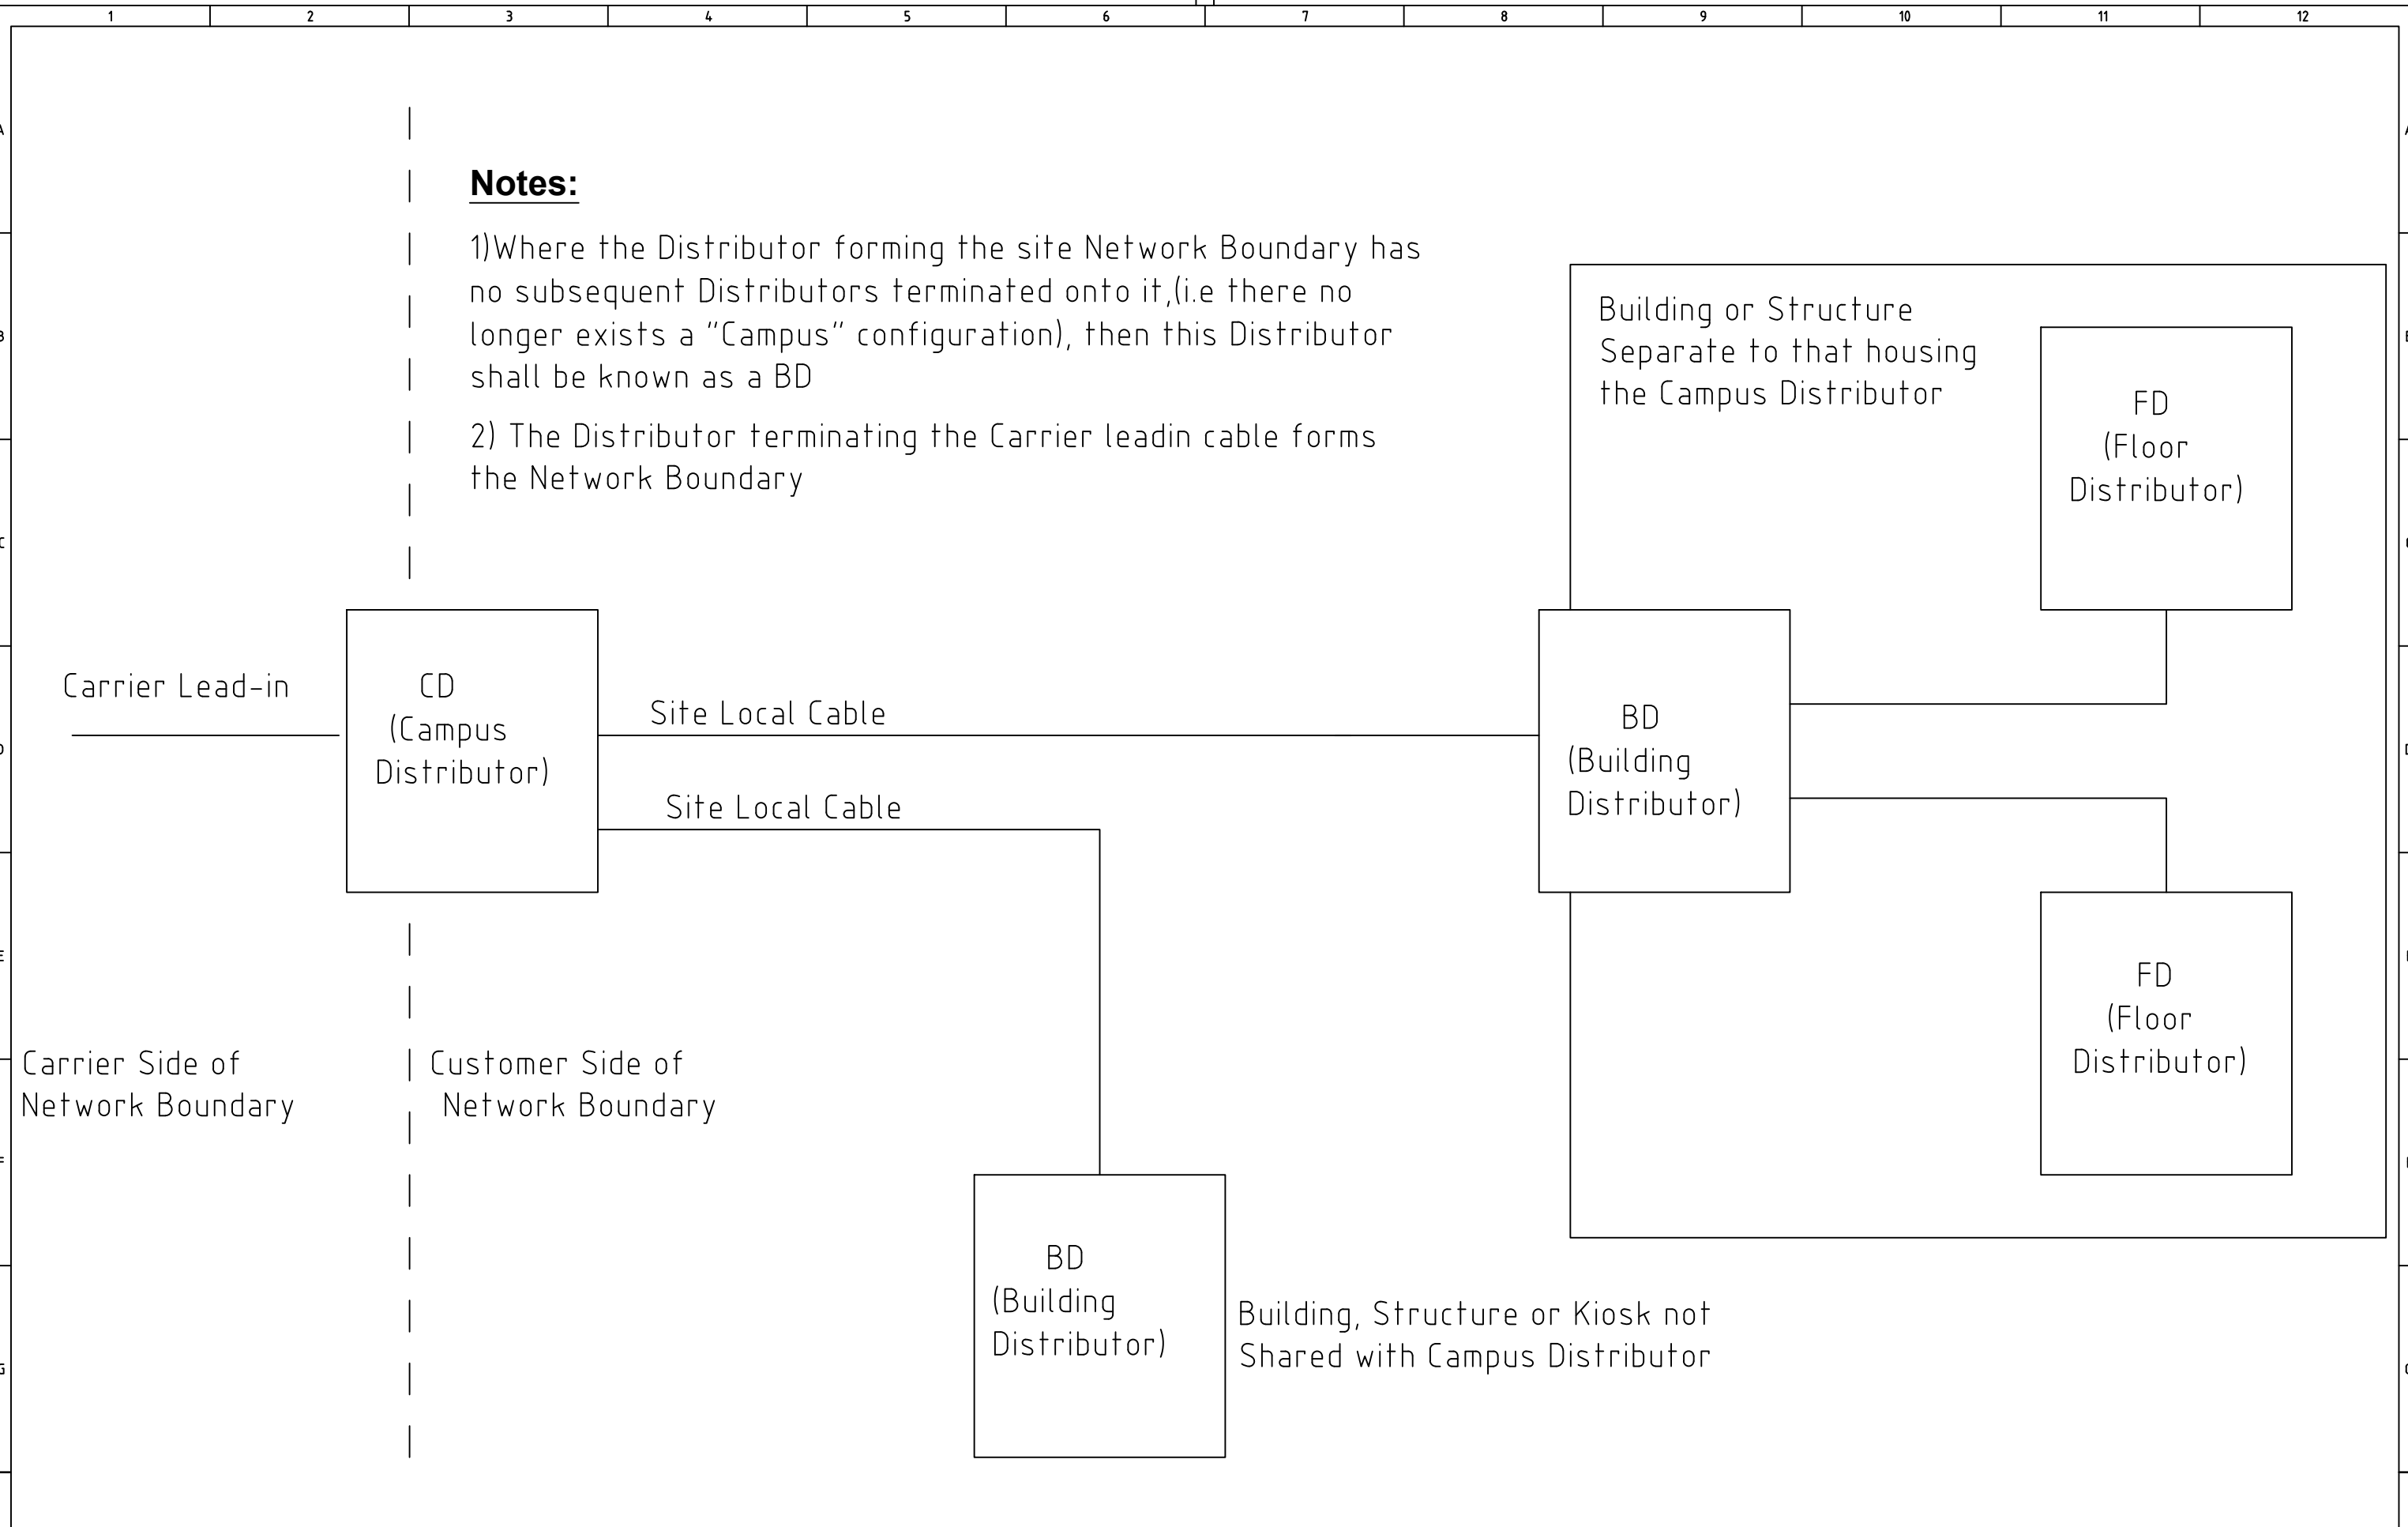 1 2 3 4 5 6 7 8 9 10 11 12
A
B
C
D
E
F
G
Notes:
1)Where the Distributor forming the site Network Boundary has
no subsequent Distributors terminated onto it,(i.e there no
longer exists a "Campus" configuration), then this Distributor
shall be known as a BD
2) The Distributor terminating the Carrier leadin cable forms
the Network Boundary
Building or Structure
Separate to that housing
the Campus Distributor
FD
(Floor
Distributor)
Carrier Lead-in
CD
(Campus
Distributor)
Site Local Cable
Site Local Cable
BD
(Building
Distributor)
FD
(Floor
Distributor)
Carrier Side of
Network Boundary
Customer Side of
Network Boundary
BD
(Building
Distributor)
Building, Structure or Kiosk not
Shared with Campus Distributor